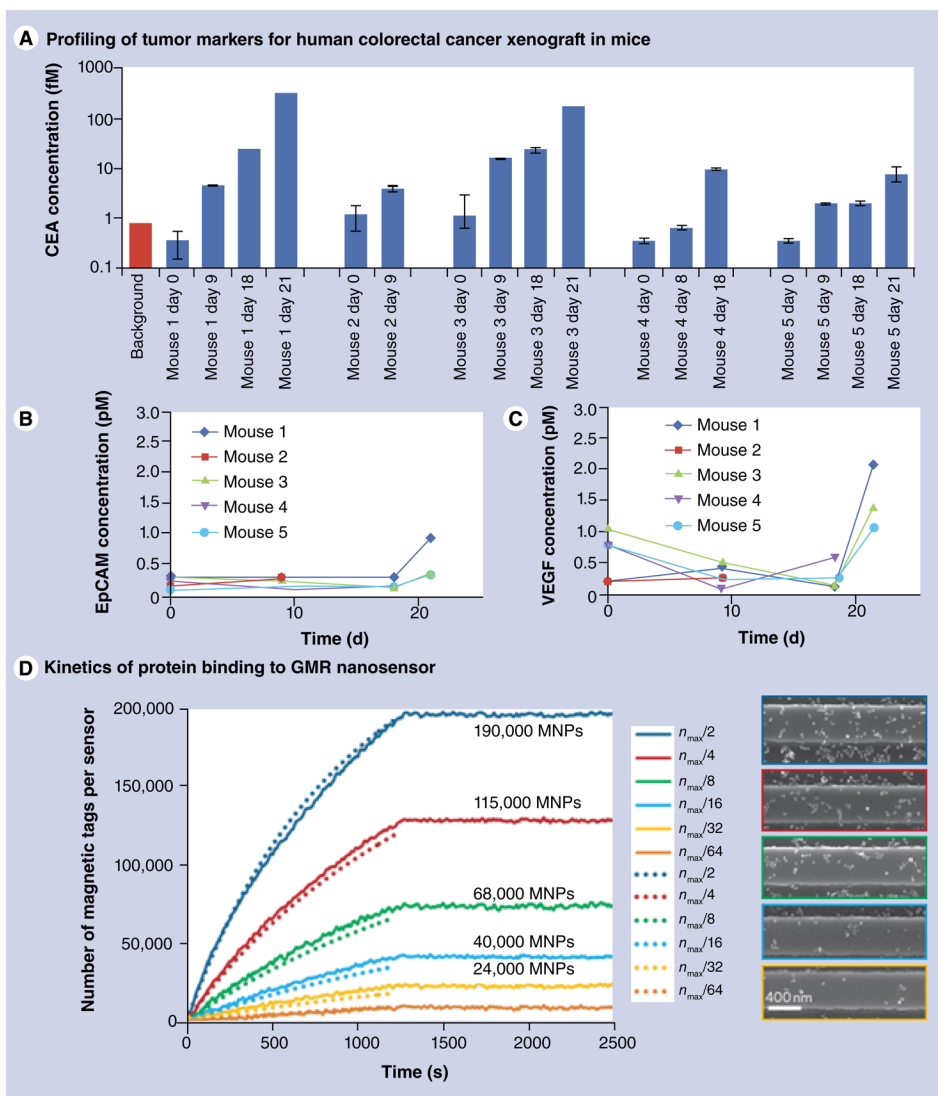 A Profiling of tumor markers for human colorectal cancer xenograft in mice
CEA concentration (fM)
1000
100
10
1
0.1
Background
Mouse 1 day 0
Mouse 1 day 9
Mouse 1 day 18
Mouse 1 day 21
Mouse 2 day 0
Mouse 2 day 9
Mouse 3 day 0
Mouse 3 day 9
Mouse 3 day 18
Mouse 3 day 21
Mouse 4 day 0
Mouse 4 day 8
Mouse 4 day 18
Mouse 5 day 0
Mouse 5 day 9
Mouse 5 day 18
Mouse 5 day 21
B
EpCAM concentration (pM)
3.0
2.5
2.0
1.5
1.0
0.5
0
Mouse 1
Mouse 2
Mouse 3
Mouse 4
Mouse 5
0 10 20
Time (d)
C
VEGF concentration (pM)
3.0
2.5
2.0
1.5
1.0
0.5
0
Mouse 1
Mouse 2
Mouse 3
Mouse 4
Mouse 5
0 10 20
Time (d)
D Kinetics of protein binding to GMR nanosensor
Number of magnetic tags per sensor
200,000
150,000
100,000
50,000
0
190,000 MNPs
115,000 MNPs
68,000 MNPs
40,000 MNPs
24,000 MNPs
0 500 1000 1500 2000 2500
Time (s)
nmax/2
nmax/4
nmax/8
nmax/16
nmax/32
nmax/64
nmax/2
nmax/4
nmax/8
nmax/16
nmax/32
nmax/64
400 nm